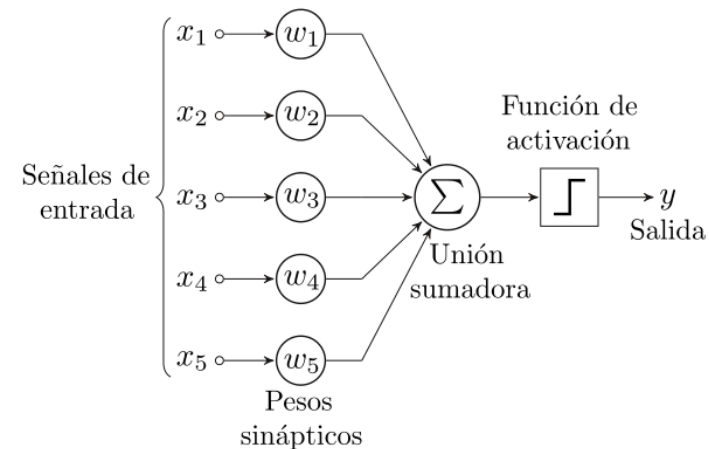 x₁ w₁
x₂ w₂
Función de
activación
Señales de
entrada
x₃ w₃
Σ
y
Salida
Unión
sumadora
x₄ w₄
x₅ w₅
Pesos
sinápticos